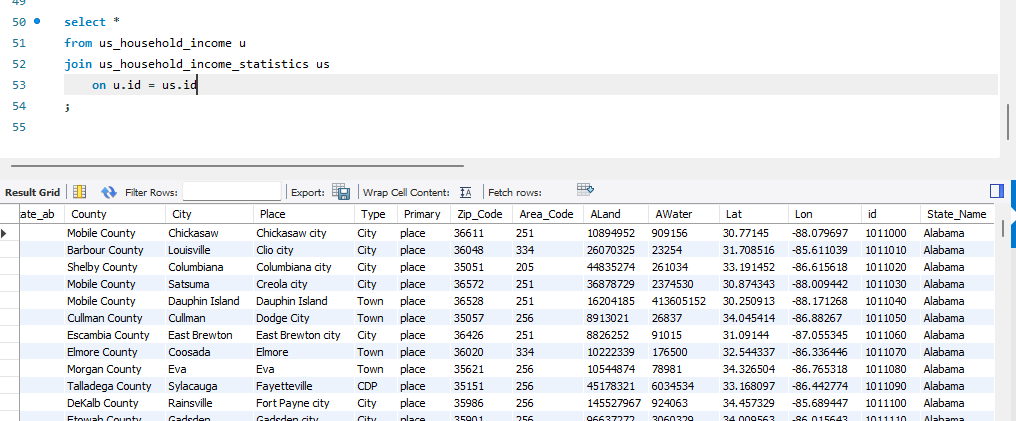 49
50 select *
51 from us_household_income u
52 join us_household_income_statistics us
53 on u.id = us.id
54 ;
55
Result Grid Filter Rows: Export: Wrap Cell Content: Fetch rows:
ate_ab County City Place Type Primary Zip_Code Area_Code ALand AWater Lat Lon id State_Name
Mobile County Chickasaw Chickasaw city City place 36611 251 10894952 909156 30.77145 -88.079697 1011000 Alabama
Barbour County Louisville Clio city City place 36048 334 26070325 23254 31.708516 -85.611039 1011010 Alabama
Shelby County Columbiana Columbiana city City place 35051 205 44835274 261034 33.191452 -86.615618 1011020 Alabama
Mobile County Satsuma Creola city City place 36572 251 36878729 2374530 30.874343 -88.009442 1011030 Alabama
Mobile County Dauphin Island Dauphin Island Town place 36528 251 16204185 413605152 30.250913 -88.171268 1011040 Alabama
Cullman County Cullman Dodge City Town place 35057 256 8913021 26837 34.045414 -86.88267 1011050 Alabama
Escambia County East Brewton East Brewton city City place 36426 251 8826252 91015 31.09144 -87.055345 1011060 Alabama
Elmore County Coosada Elmore Town place 36020 334 10222339 176500 32.544337 -86.336446 1011070 Alabama
Morgan County Eva Eva Town place 35621 256 10544874 78981 34.326504 -86.765318 1011080 Alabama
Talladega County Sylacauga Fayetteville CDP place 35151 256 45178321 6034534 33.168097 -86.442774 1011090 Alabama
DeKalb County Rainsville Fort Payne city City place 35986 256 145527967 924063 34.457329 -85.689447 1011100 Alabama
Etowah County Gadsden Gadsden city City place 35901 256 96637272 3060329 34.009563 -86.015643 1011110 Alabama